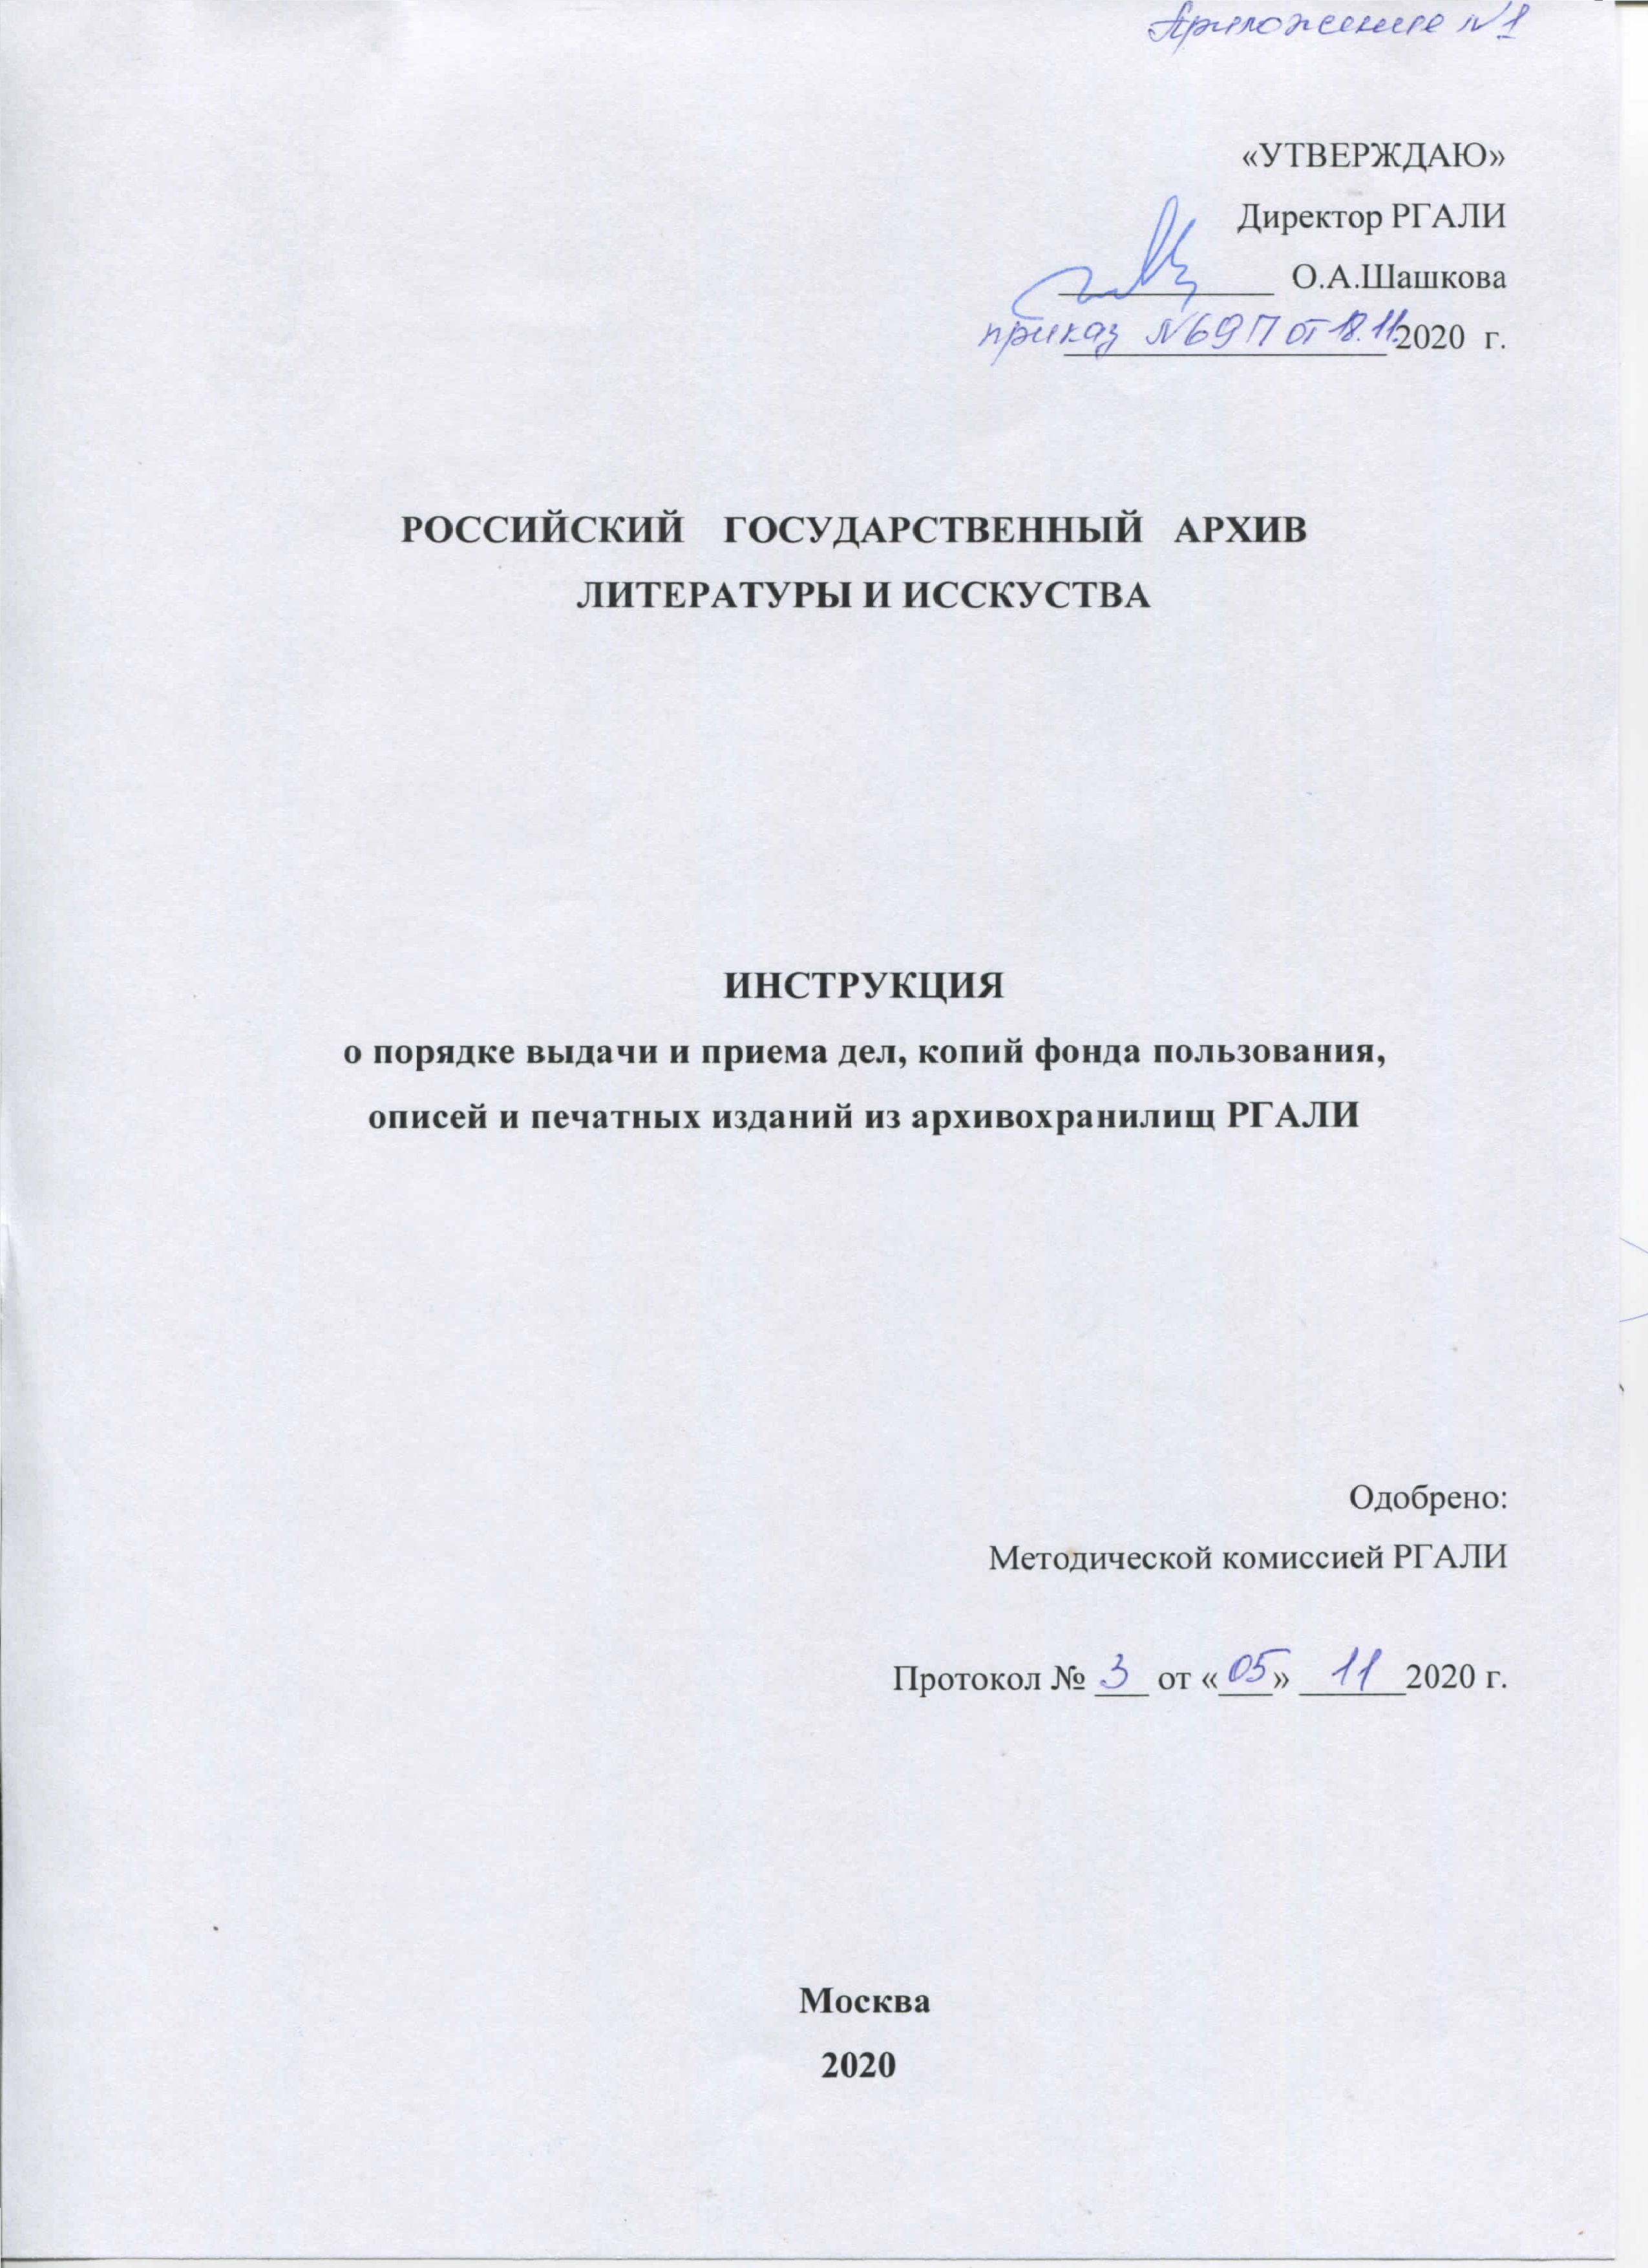 Приложение №1
«УТВЕРЖДАЮ»
Директор РГАЛИ
____________ О.А.Шашкова
приказ №69П от 18.11.2020 г.
РОССИЙСКИЙ ГОСУДАРСТВЕННЫЙ АРХИВ
ЛИТЕРАТУРЫ И ИССКУСТВА
ИНСТРУКЦИЯ
о порядке выдачи и приема дел, копий фонда пользования,
описей и печатных изданий из архивохранилищ РГАЛИ
Одобрено:
Методической комиссией РГАЛИ
Протокол № 3 от «05» 11 2020 г.
Москва
2020